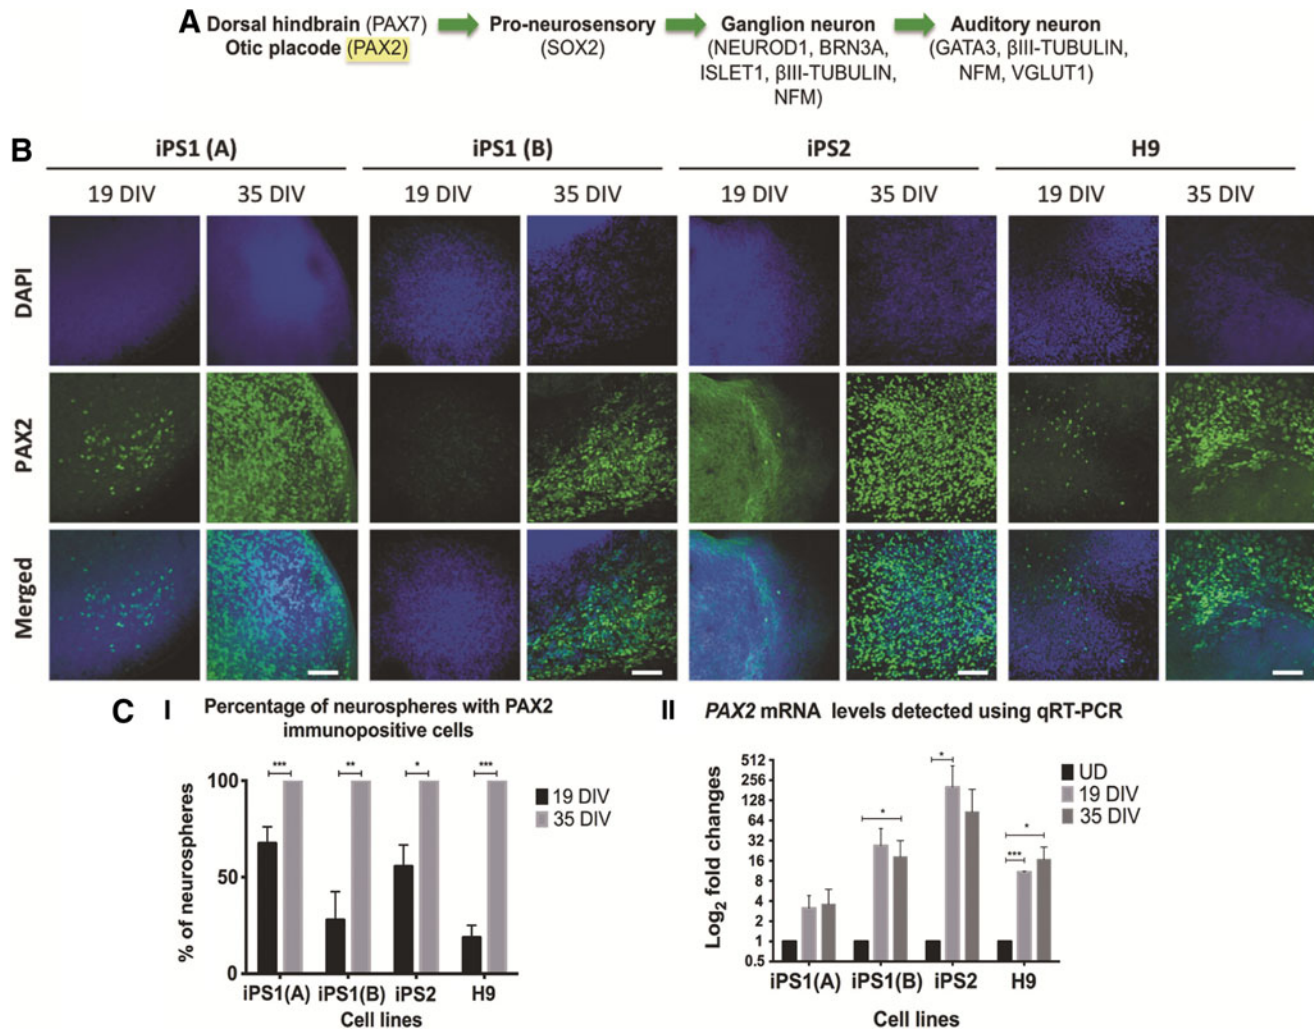 A
Dorsal hindbrain (PAX7)
Otic placode (PAX2)
Pro-neurosensory
(SOX2)
Ganglion neuron
(NEUROD1, BRN3A,
ISLET1, βIII-TUBULIN,
NFM)
Auditory neuron
(GATA3, βIII-TUBULIN,
NFM, VGLUT1)
B
iPS1 (A)
iPS1 (B)
iPS2
H9
19 DIV
35 DIV
19 DIV
35 DIV
19 DIV
35 DIV
19 DIV
35 DIV
DAPI
PAX2
Merged
C
I
Percentage of neurospheres with PAX2
immunopositive cells
% of neurospheres
100
50
0
***
**
*
***
19 DIV
35 DIV
iPS1(A)
iPS1(B)
iPS2
H9
Cell lines
II
PAX2 mRNA levels detected using qRT-PCR
Log2 fold changes
512
256
128
64
32
16
8
4
2
1
0.5
*
*
*
***
UD
19 DIV
35 DIV
iPS1(A)
iPS1(B)
iPS2
H9
Cell lines